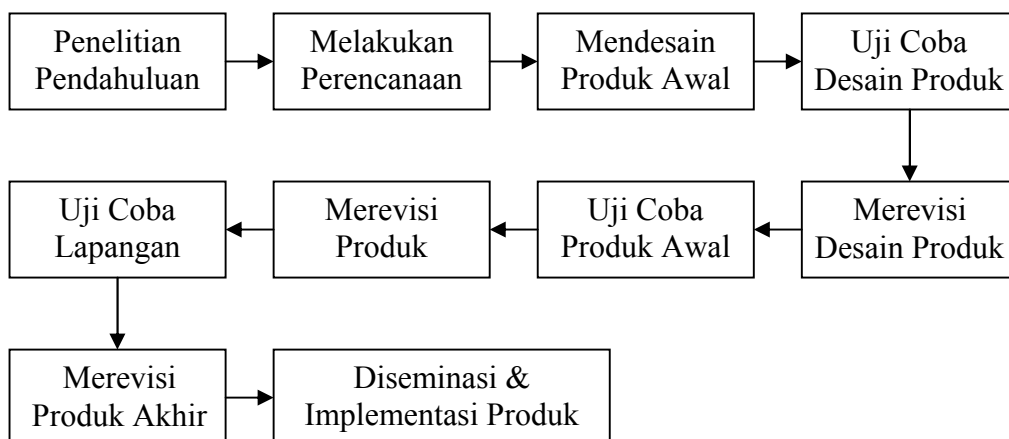 Penelitian
Pendahuluan
Melakukan
Perencanaan
Mendesain
Produk Awal
Uji Coba
Desain Produk
Merevisi
Desain Produk
Uji Coba
Produk Awal
Merevisi
Produk
Uji Coba
Lapangan
Merevisi
Produk Akhir
Diseminasi &
Implementasi Produk